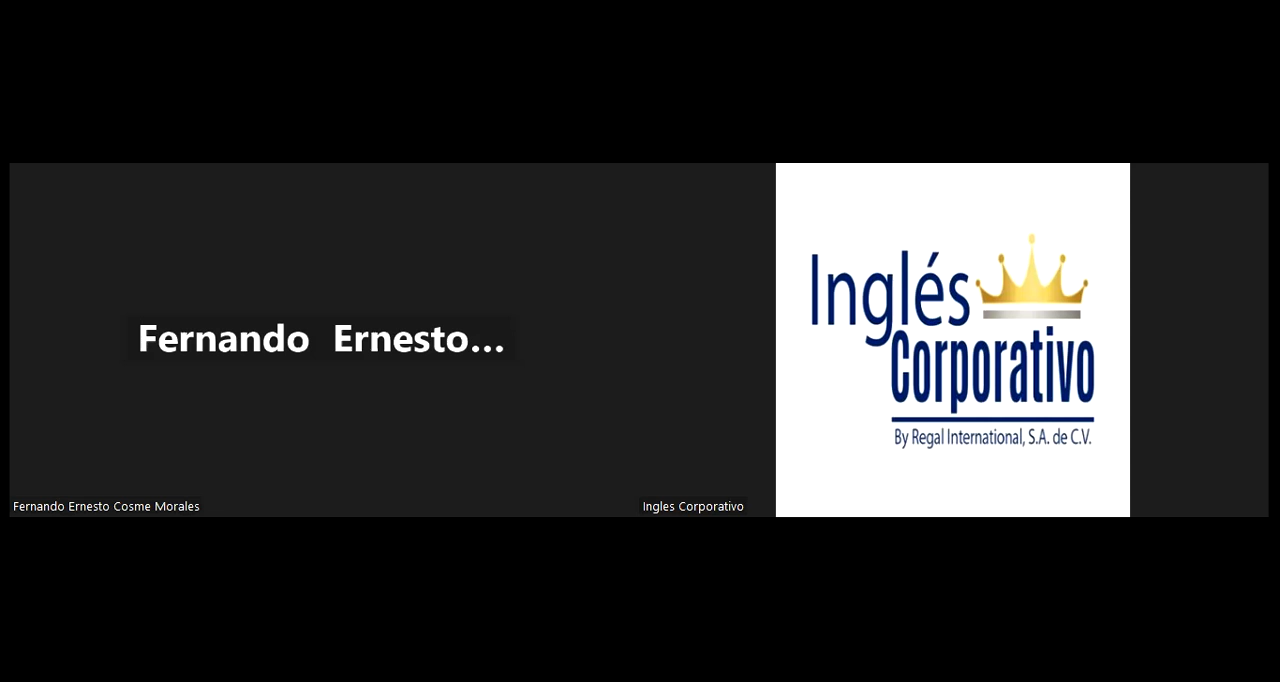 Fernando Ernesto...
Fernando Ernesto Cosme Morales
Ingles Corporativo
Inglés
Corporativo
By Regal International, S.A. de C.V.